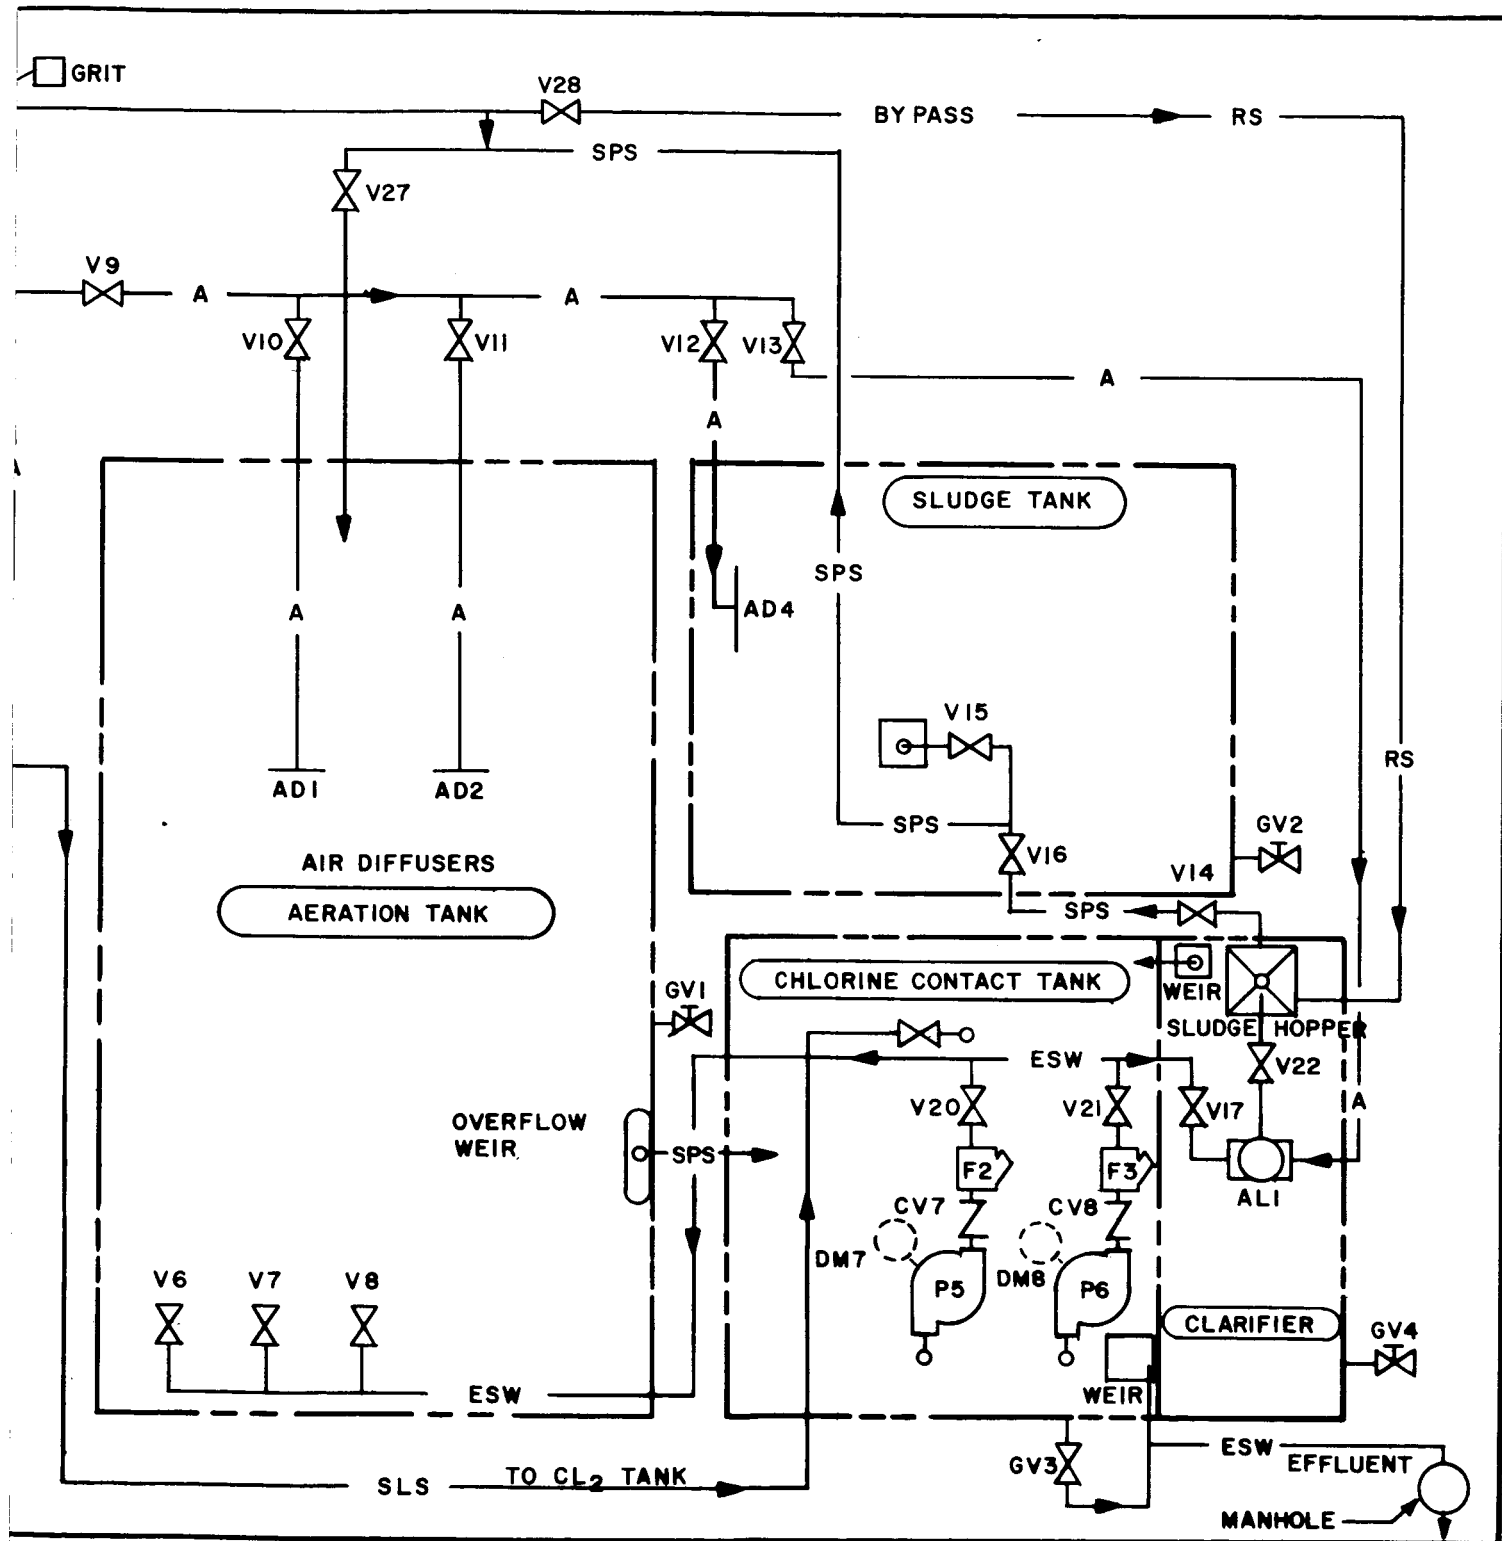 GRIT
V28
BY PASS
RS
SPS
V27
V9
A
A
V10
V11
V12
V13
A
A
A
SLUDGE TANK
SPS
A
A
AD4
AD1
AD2
V15
RS
SPS
GV2
V16
V14
AIR DIFFUSERS
AERATION TANK
SPS
CHLORINE CONTACT TANK
WEIR
GV1
SLUDGE HOPPER
ESW
V22
V20
V21
V17
A
OVERFLOW
WEIR
SPS
F2
F3
AL1
CV7
CV8
DM7
DM8
P5
P6
V6
V7
V8
CLARIFIER
GV4
WEIR
ESW
ESW
EFFLUENT
GV3
SLS
TO CL2 TANK
MANHOLE